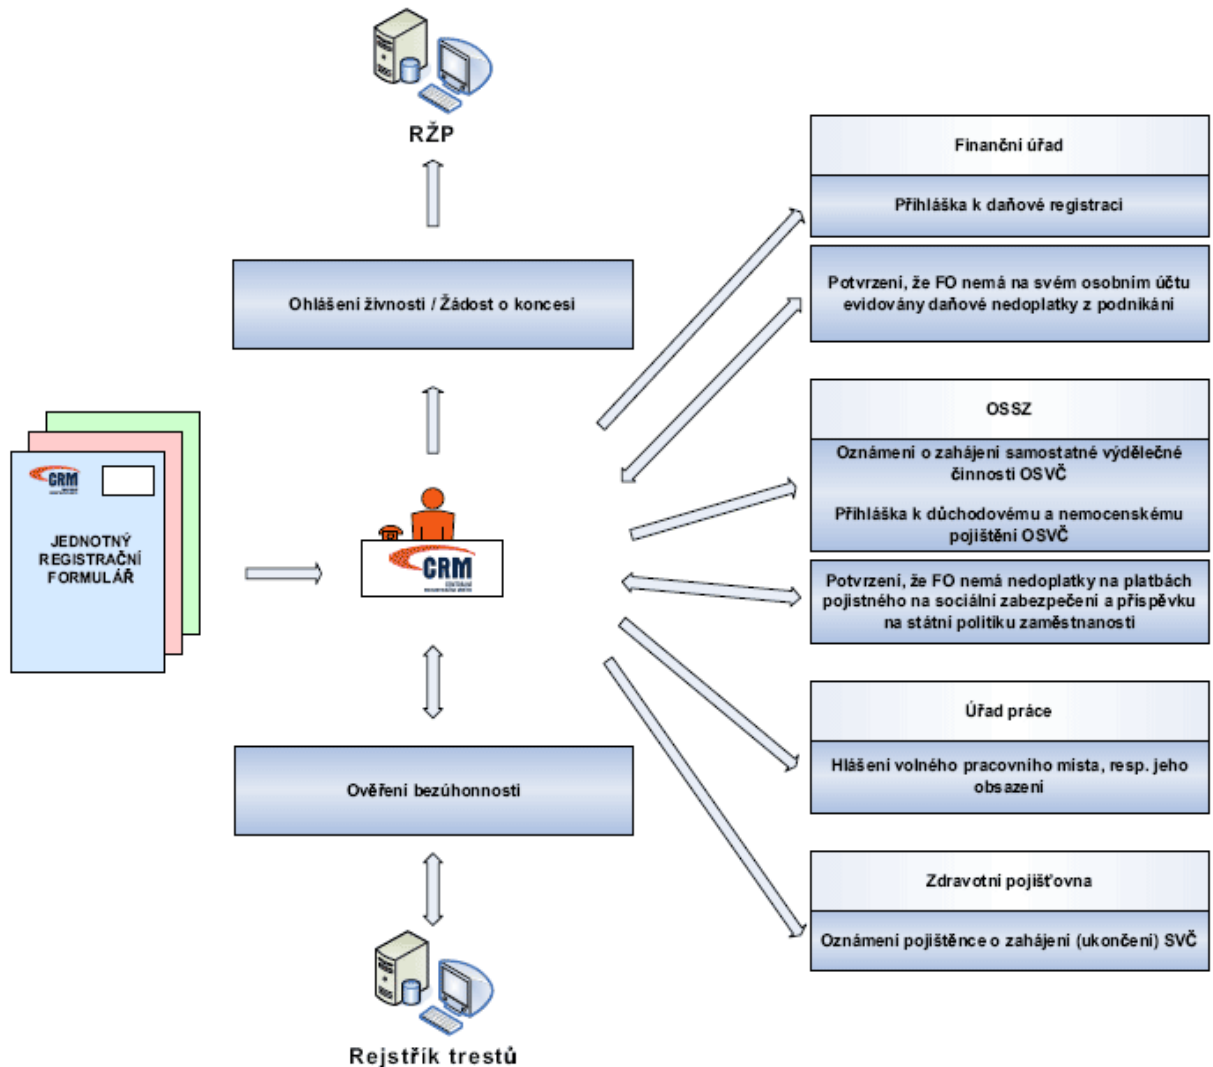 RŽP
Ohlášení živnosti / Žádost o koncesi
CRM
JEDNOTNÝ
REGISTRAČNÍ
FORMULÁŘ
CRM
Ověření bezúhonnosti
Rejstřík trestů
Finanční úřad
Přihláška k daňové registraci
Potvrzení, že FO nemá na svém osobním účtu
evidovány daňové nedoplatky z podnikání
OSSZ
Oznámení o zahájení samostatné výdělečné
činnosti OSVČ
Přihláška k důchodovému a nemocenskému
pojištění OSVČ
Potvrzení, že FO nemá nedoplatky na platbách
pojistného na sociální zabezpečení a příspěvku
na státní politiku zaměstnanosti
Úřad práce
Hlášení volného pracovního místa, resp. jeho
obsazení
Zdravotní pojišťovna
Oznámení pojištěnce o zahájení (ukončení) SVČ